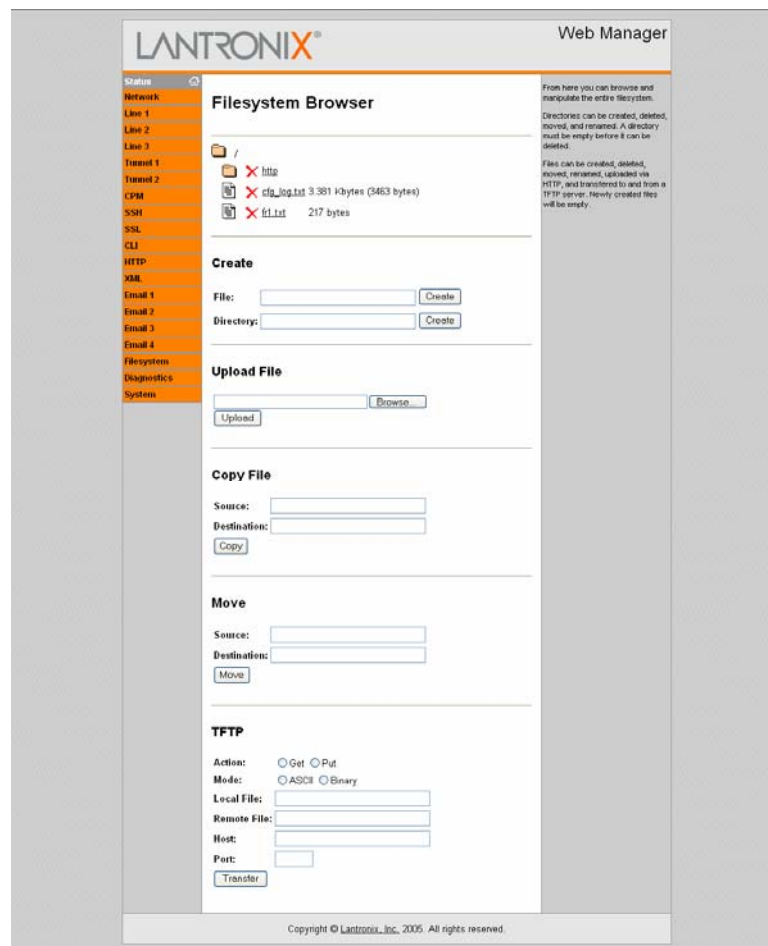 LANTRONIX®
Web Manager
Status
Network
Line 1
Line 2
Line 3
Tunnel 1
Tunnel 2
CPM
SSH
SSL
CLI
HTTP
XML
Email 1
Email 2
Email 3
Email 4
Filesystem
Diagnostics
System
Filesystem Browser
/
http
cfg_log.txt 3.381 Kbytes (3463 bytes)
fr1.txt 217 bytes
Create
File: Create
Directory: Create
Upload File
Browse...
Upload
Copy File
Source:
Destination:
Copy
Move
Source:
Destination:
Move
TFTP
Action: Get Put
Mode: ASCII Binary
Local File:
Remote File:
Host:
Port:
Transfer
From here you can browse and
manipulate the entire filesystem.
Directories can be created, deleted,
moved, and renamed. A directory
must be empty before it can be
deleted.
Files can be created, deleted,
moved, renamed, uploaded via
HTTP, and transferred to and from a
TFTP server. Newly created files
will be empty.
Copyright © Lantronix, Inc. 2005. All rights reserved.